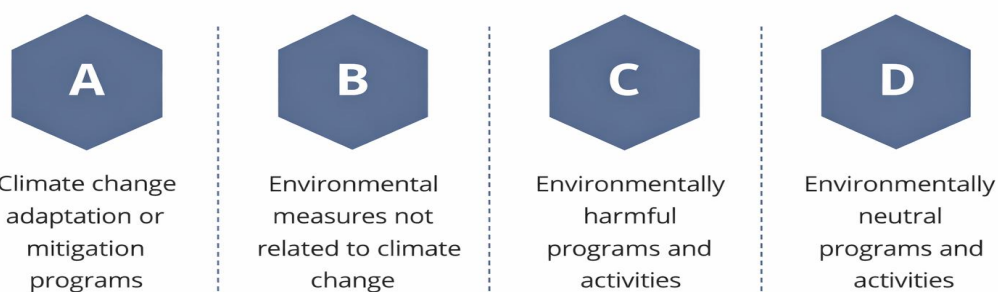 A
Climate change
adaptation or
mitigation
programs
B
Environmental
measures not
related to climate
change
C
Environmentally
harmful
programs and
activities
D
Environmentally
neutral
programs and
activities